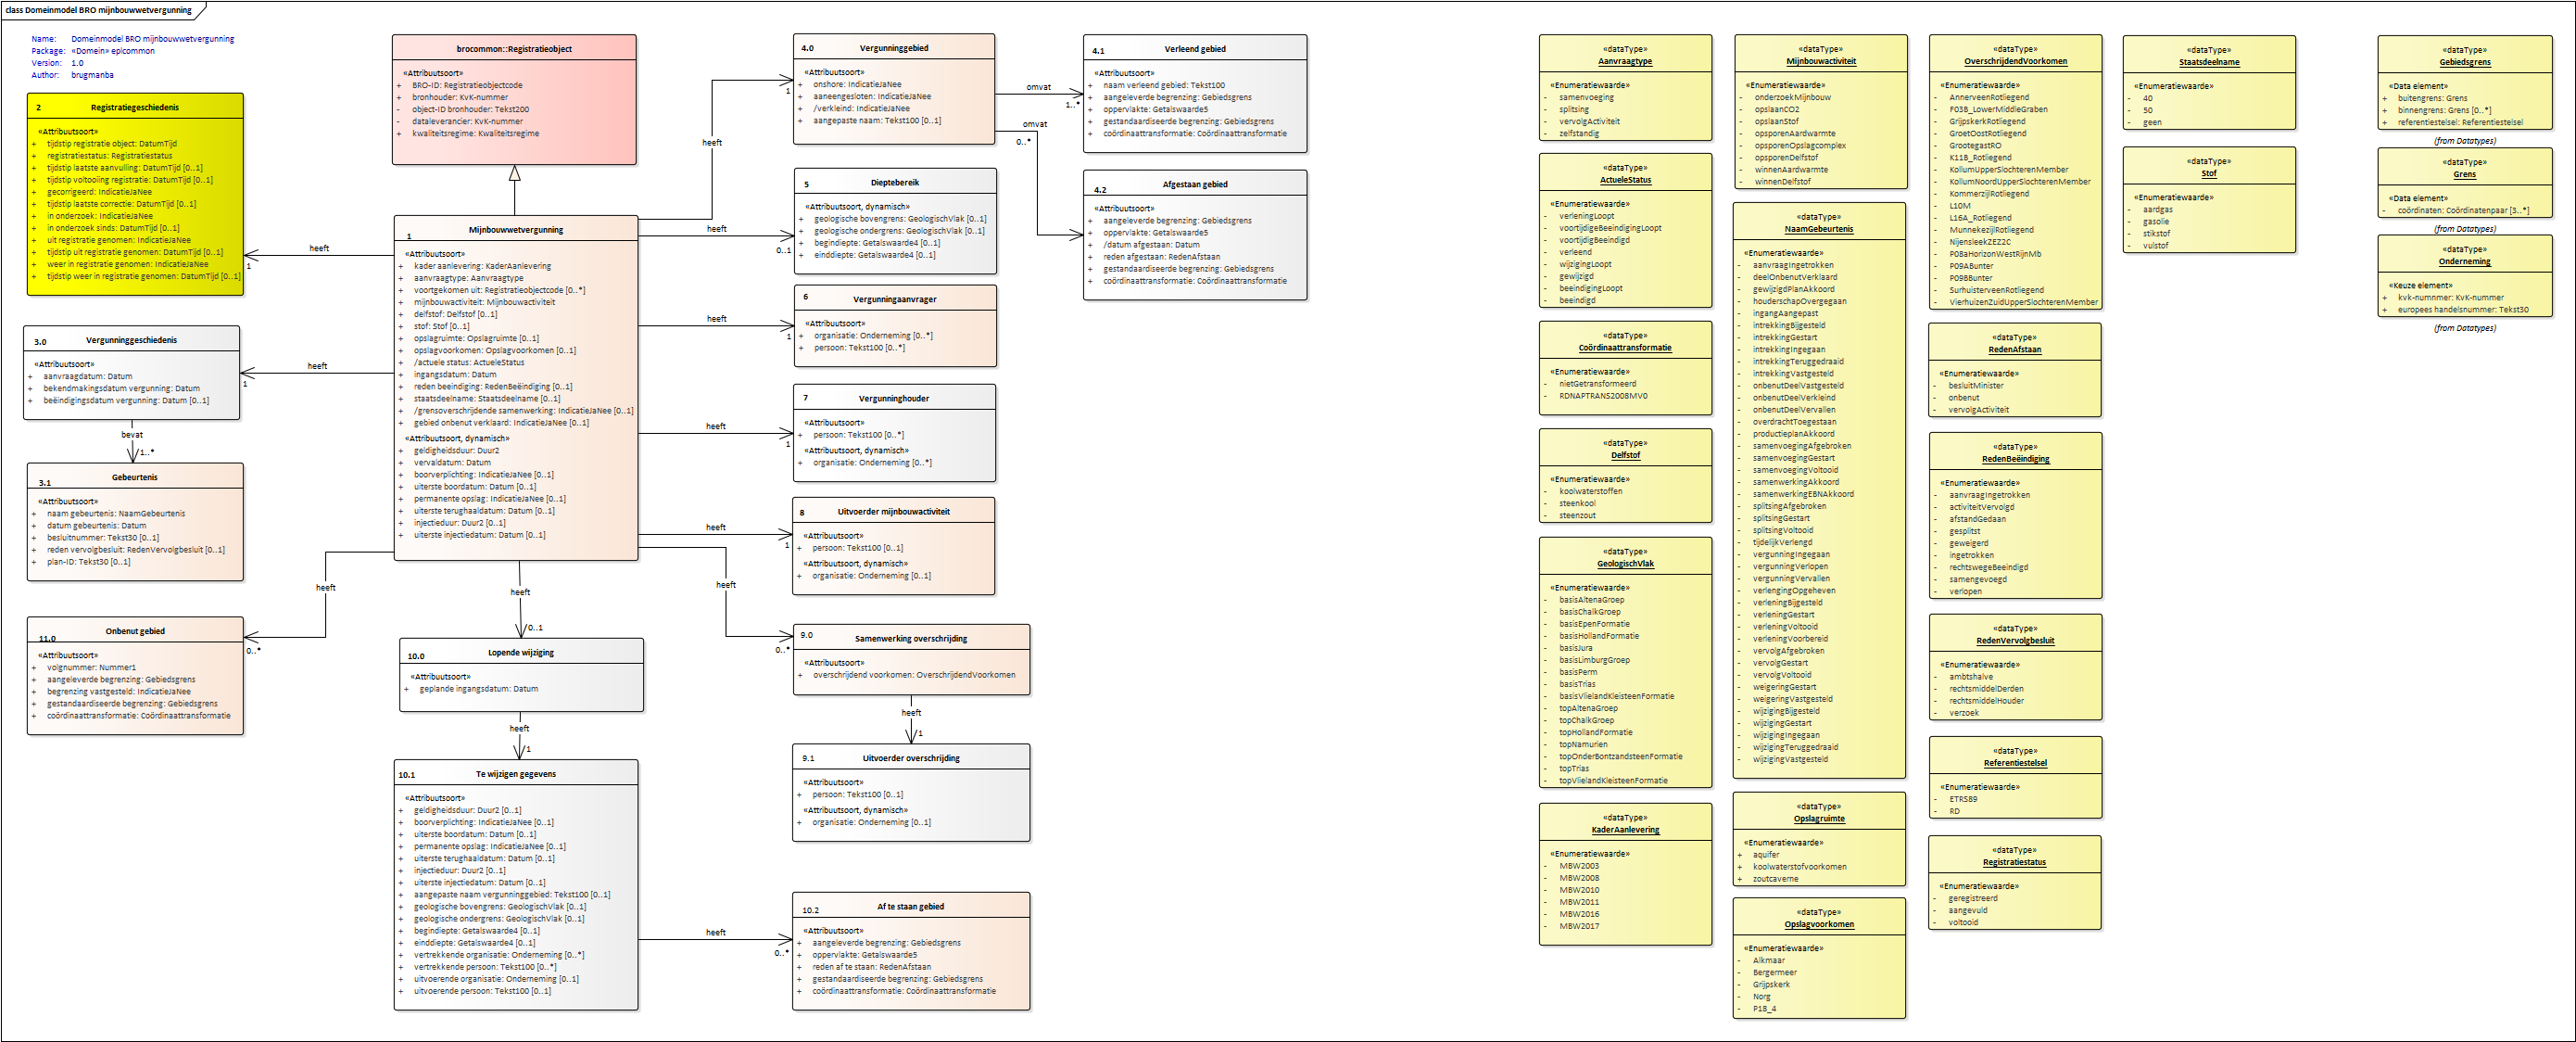 class Domeinmodel BRO mijnbouwwetvergunning
Name: Domeinmodel BRO mijnbouwwetvergunning
Package: «Domein» eplcommon
Version: 1.0
Author: brugmanba
2 Registratiegeschiedenis
«Attribuutsoort»
+ tijdstip registratie object: DatumTijd
+ registratiestatus: Registratiestatus
+ tijdstip laatste aanvulling: DatumTijd [0..1]
+ tijdstip voltooiing registratie: DatumTijd [0..1]
+ gecorrigeerd: IndicatieJaNee
+ tijdstip laatste correctie: DatumTijd [0..1]
+ in onderzoek: IndicatieJaNee
+ in onderzoek sinds: DatumTijd [0..1]
+ uit registratie genomen: IndicatieJaNee
+ tijdstip uit registratie genomen: DatumTijd [0..1]
+ weer in registratie genomen: IndicatieJaNee
+ tijdstip weer in registratie genomen: DatumTijd [0..1]
heeft
1
3.0 Vergunninggeschiedenis
«Attribuutsoort»
+ aanvraagdatum: Datum
+ bekendmakingsdatum vergunning: Datum
+ beëindigingsdatum vergunning: Datum [0..1]
heeft
1
bevat
1..*
3.1 Gebeurtenis
«Attribuutsoort»
+ naam gebeurtenis: NaamGebeurtenis
+ datum gebeurtenis: Datum
+ besluitnummer: Tekst30 [0..1]
+ reden vervolgbesluit: RedenVervolgbesluit [0..1]
+ plan-ID: Tekst30 [0..1]
heeft
0..*
11.0 Onbenut gebied
«Attribuutsoort»
+ volgnummer: Nummer1
+ aangeleverde begrenzing: Gebiedsgrens
+ begrenzing vastgesteld: IndicatieJaNee
+ gestandaardiseerde begrenzing: Gebiedsgrens
+ coördinaattransformatie: Coördinaattransformatie
brocommon::Registratieobject
«Attribuutsoort»
+ BRO-ID: Registratieobjectcode
+ bronhouder: KvK-nummer
- object-ID bronhouder: Tekst200
- dataleverancier: KvK-nummer
+ kwaliteitsregime: Kwaliteitsregime
1 Mijnbouwwetvergunning
«Attribuutsoort»
+ kader aanlevering: KaderAanlevering
+ aanvraagtype: Aanvraagtype
+ voortgekomen uit: Registratieobjectcode [0..*]
+ mijnbouwactiviteit: Mijnbouwactiviteit
+ delfstof: Delfstof [0..1]
+ stof: Stof [0..1]
+ opslagruimte: Opslagruimte [0..1]
+ opslagvoorkomen: Opslagvoorkomen [0..1]
+ /actuele status: ActueleStatus
+ ingangsdatum: Datum
+ reden beeindiging: RedenBeëindiging [0..1]
+ staatsdeelname: Staatsdeelname [0..1]
+ /grensoverschrijdende samenwerking: IndicatieJaNee [0..1]
+ gebied onbenut verklaard: IndicatieJaNee [0..1]
«Attribuutsoort, dynamisch»
+ geldigheidsduur: Duur2
+ vervaldatum: Datum
+ boorverplichting: IndicatieJaNee [0..1]
+ uiterste boordatum: Datum [0..1]
+ permanente opslag: IndicatieJaNee [0..1]
+ uiterste terughaaldatum: Datum [0..1]
+ injectieduur: Duur2 [0..1]
+ uiterste injectiedatum: Datum [0..1]
heeft
0..1
10.0 Lopende wijziging
«Attribuutsoort»
+ geplande ingangsdatum: Datum
heeft
1
10.1 Te wijzigen gegevens
«Attribuutsoort»
+ geldigheidsduur: Duur2 [0..1]
+ boorverplichting: IndicatieJaNee [0..1]
+ uiterste boordatum: Datum [0..1]
+ permanente opslag: IndicatieJaNee [0..1]
+ uiterste terughaaldatum: Datum [0..1]
+ injectieduur: Duur2 [0..1]
+ uiterste injectiedatum: Datum [0..1]
+ aangepaste naam vergunninggebied: Tekst100 [0..1]
+ geologische bovengrens: GeologischVlak [0..1]
+ geologische ondergrens: GeologischVlak [0..1]
+ begindiepte: Getalswaarde4 [0..1]
+ einddiepte: Getalswaarde4 [0..1]
+ vertrekkende organisatie: Onderneming [0..*]
+ vertrekkende persoon: Tekst100 [0..*]
+ uitvoerende organisatie: Onderneming [0..1]
+ uitvoerende persoon: Tekst100 [0..1]
heeft
1
4.0 Vergunninggebied
«Attribuutsoort»
+ onshore: IndicatieJaNee
+ aaneengesloten: IndicatieJaNee
+ /verkleind: IndicatieJaNee
+ aangepaste naam: Tekst100 [0..1]
omvat
1..*
omvat
0..*
4.1 Verleend gebied
«Attribuutsoort»
+ naam verleend gebied: Tekst100
+ aangeleverde begrenzing: Gebiedsgrens
+ oppervlakte: Getalswaarde5
+ gestandaardiseerde begrenzing: Gebiedsgrens
+ coördinaattransformatie: Coördinaattransformatie
4.2 Afgestaan gebied
«Attribuutsoort»
+ aangeleverde begrenzing: Gebiedsgrens
+ oppervlakte: Getalswaarde5
+ /datum afgestaan: Datum
+ reden afgestaan: RedenAfstaan
+ gestandaardiseerde begrenzing: Gebiedsgrens
+ coördinaattransformatie: Coördinaattransformatie
heeft
0..1
5 Dieptebereik
«Attribuutsoort, dynamisch»
+ geologische bovengrens: GeologischVlak [0..1]
+ geologische ondergrens: GeologischVlak [0..1]
+ begindiepte: Getalswaarde4 [0..1]
+ einddiepte: Getalswaarde4 [0..1]
heeft
1
6 Vergunningaanvrager
«Attribuutsoort»
+ organisatie: Onderneming [0..*]
+ persoon: Tekst100 [0..*]
heeft
1
7 Vergunninghouder
«Attribuutsoort»
+ persoon: Tekst100 [0..*]
«Attribuutsoort, dynamisch»
+ organisatie: Onderneming [0..*]
heeft
1
8 Uitvoerder mijnbouwactiviteit
«Attribuutsoort»
+ persoon: Tekst100 [0..1]
«Attribuutsoort, dynamisch»
+ organisatie: Onderneming [0..1]
heeft
0..*
9.0 Samenwerking overschrijding
«Attribuutsoort»
+ overschrijdend voorkomen: OverschrijdendVoorkomen
heeft
1
9.1 Uitvoerder overschrijding
«Attribuutsoort»
+ persoon: Tekst100 [0..1]
«Attribuutsoort, dynamisch»
+ organisatie: Onderneming [0..1]
heeft
0..*
10.2 Af te staan gebied
«Attribuutsoort»
+ aangeleverde begrenzing: Gebiedsgrens
+ oppervlakte: Getalswaarde5
+ reden af te staan: RedenAfstaan
+ gestandaardiseerde begrenzing: Gebiedsgrens
+ coördinaattransformatie: Coördinaattransformatie
«dataType»
Aanvraagtype
«Enumeratiewaarde»
- samenvoeging
- splitsing
- vervolgActiviteit
- zelfstandig
«dataType»
ActueleStatus
«Enumeratiewaarde»
- verleningLoopt
- voortijdigeBeeindigingLoopt
- voortijdigBeeindigd
- verleend
- wijzigingLoopt
- gewijzigd
- beeindigingLoopt
- beeindigd
«dataType»
Coördinaattransformatie
«Enumeratiewaarde»
- nietGetransformeerd
- RDNAPTRANS2008MV0
«dataType»
Delfstof
«Enumeratiewaarde»
- koolwaterstoffen
- steenkool
- steenzout
«dataType»
GeologischVlak
«Enumeratiewaarde»
- basisAltenaGroep
- basisChalkGroep
- basisEpenFormatie
- basisHollandFormatie
- basisJura
- basisLimburgGroep
- basisPerm
- basisTrias
- basisVlielandKleisteenFormatie
- topAltenaGroep
- topChalkGroep
- topHollandFormatie
- topNamurien
- topOnderBontzandsteenFormatie
- topTrias
- topVlielandKleisteenFormatie
«dataType»
KaderAanlevering
«Enumeratiewaarde»
- MBW2003
- MBW2008
- MBW2010
- MBW2011
- MBW2016
- MBW2017
«dataType»
Mijnbouwactiviteit
«Enumeratiewaarde»
- onderzoekMijnbouw
- opslaanCO2
- opslaanStof
- opsporenAardwarmte
- opsporenOpslagcomplex
- opsporenDelfstof
- winnenAardwarmte
- winnenDelfstof
«dataType»
NaamGebeurtenis
«Enumeratiewaarde»
- aanvraagIngetrokken
- deelOnbenutVerklaard
- gewijzigdPlanAkkoord
- houderschapOvergegaan
- ingangAangepast
- intrekkingBijgesteld
- intrekkingGestart
- intrekkingIngegaan
- intrekkingTeruggedraaid
- intrekkingVastgesteld
- onbenutDeelVastgesteld
- onbenutDeelVerkleind
- onbenutDeelVervallen
- overdrachtToegestaan
- productieplanAkkoord
- samenvoegingAfgebroken
- samenvoegingGestart
- samenvoegingVoltooid
- samenwerkingAkkoord
- samenwerkingEBNAkkoord
- splitsingAfgebroken
- splitsingGestart
- splitsingVoltooid
- tijdelijkVerlengd
- vergunningIngegaan
- vergunningVerlopen
- vergunningVervallen
- verlengingOpgeheven
- verleningBijgesteld
- verleningGestart
- verleningVoltooid
- verleningVoorbereid
- vervolgAfgebroken
- vervolgGestart
- vervolgVoltooid
- weigeringGestart
- weigeringVastgesteld
- wijzigingBijgesteld
- wijzigingGestart
- wijzigingIngegaan
- wijzigingTeruggedraaid
- wijzigingVastgesteld
«dataType»
Opslagruimte
«Enumeratiewaarde»
+ aquifer
+ koolwaterstofvoorkomen
+ zoutcaverne
«dataType»
Opslagvoorkomen
«Enumeratiewaarde»
- Alkmaar
- Bergermeer
- Grijpskerk
- Norg
- P18_4
«dataType»
OverschrijdendVoorkomen
«Enumeratiewaarde»
- AnnerveenRotliegend
- F03B_LowerMiddleGraben
- GrijpskerkRotliegend
- GroetOostRotliegend
- GrootegastRO
- K11B_Rotliegend
- KollumUpperSlochterenMember
- KollumNoordUpperSlochterenMember
- KommerzijlRotliegend
- L10M
- L16A_Rotliegend
- MunnekezijlRotliegend
- NijensleekZEZ2C
- P08aHorizonWestRijnMb
- P09ABunter
- P09BBunter
- SurhuisterveenRotliegend
- VierhuizenZuidUpperSlochterenMember
«dataType»
RedenAfstaan
«Enumeratiewaarde»
- besluitMinister
- onbenut
- vervolgActiviteit
«dataType»
RedenBeëindiging
«Enumeratiewaarde»
- aanvraagIngetrokken
- activiteitVervolgd
- afstandGedaan
- gesplitst
- geweigerd
- ingetrokken
- rechtswegeBeeindigd
- samengevoegd
- verlopen
«dataType»
RedenVervolgbesluit
«Enumeratiewaarde»
- ambtshalve
- rechtsmiddelDerden
- rechtsmiddelHouder
- verzoek
«dataType»
Referentiestelsel
«Enumeratiewaarde»
- ETRS89
- RD
«dataType»
Registratiestatus
«Enumeratiewaarde»
- geregistreerd
- aangevuld
- voltooid
«dataType»
Staatsdeelname
«Enumeratiewaarde»
- 40
- 50
- geen
«dataType»
Stof
«Enumeratiewaarde»
- aardgas
- gasolie
- stikstof
- vulstof
«dataType»
Gebiedsgrens
«Data element»
+ buitengrens: Grens
+ binnengrens: Grens [0..*]
+ referentiestelsel: Referentiestelsel
(from Datatypes)
«dataType»
Grens
«Data element»
- coördinaten: Coördinatenpaar [3..*]
(from Datatypes)
«dataType»
Onderneming
«Keuze element»
+ kvk-numnmer: KvK-nummer
+ europees handelsnummer: Tekst30
(from Datatypes)